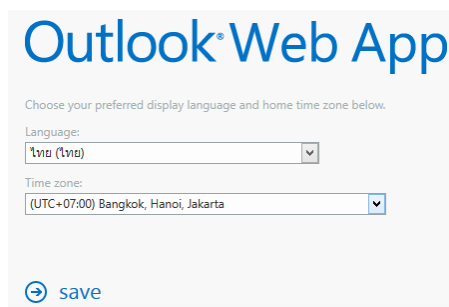 Outlook® Web App
Choose your preferred display language and home time zone below.
Language:
ไทย (ไทย)
Time zone:
(UTC+07:00) Bangkok, Hanoi, Jakarta
save